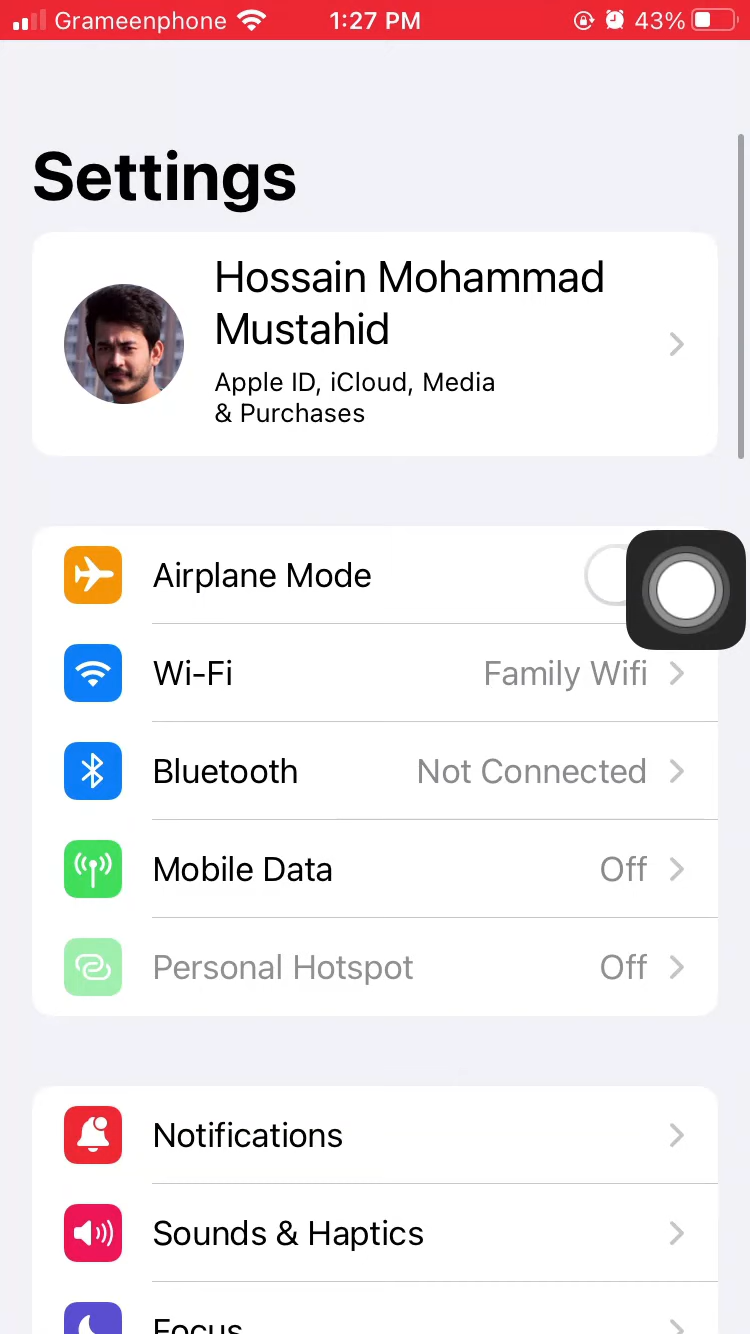 Grameenphone 1:27 PM 43%
Settings
Hossain Mohammad
Mustahid
Apple ID, iCloud, Media
& Purchases
Airplane Mode
Wi-Fi Family Wifi
Bluetooth Not Connected
Mobile Data Off
Personal Hotspot Off
Notifications
Sounds & Haptics
Focus